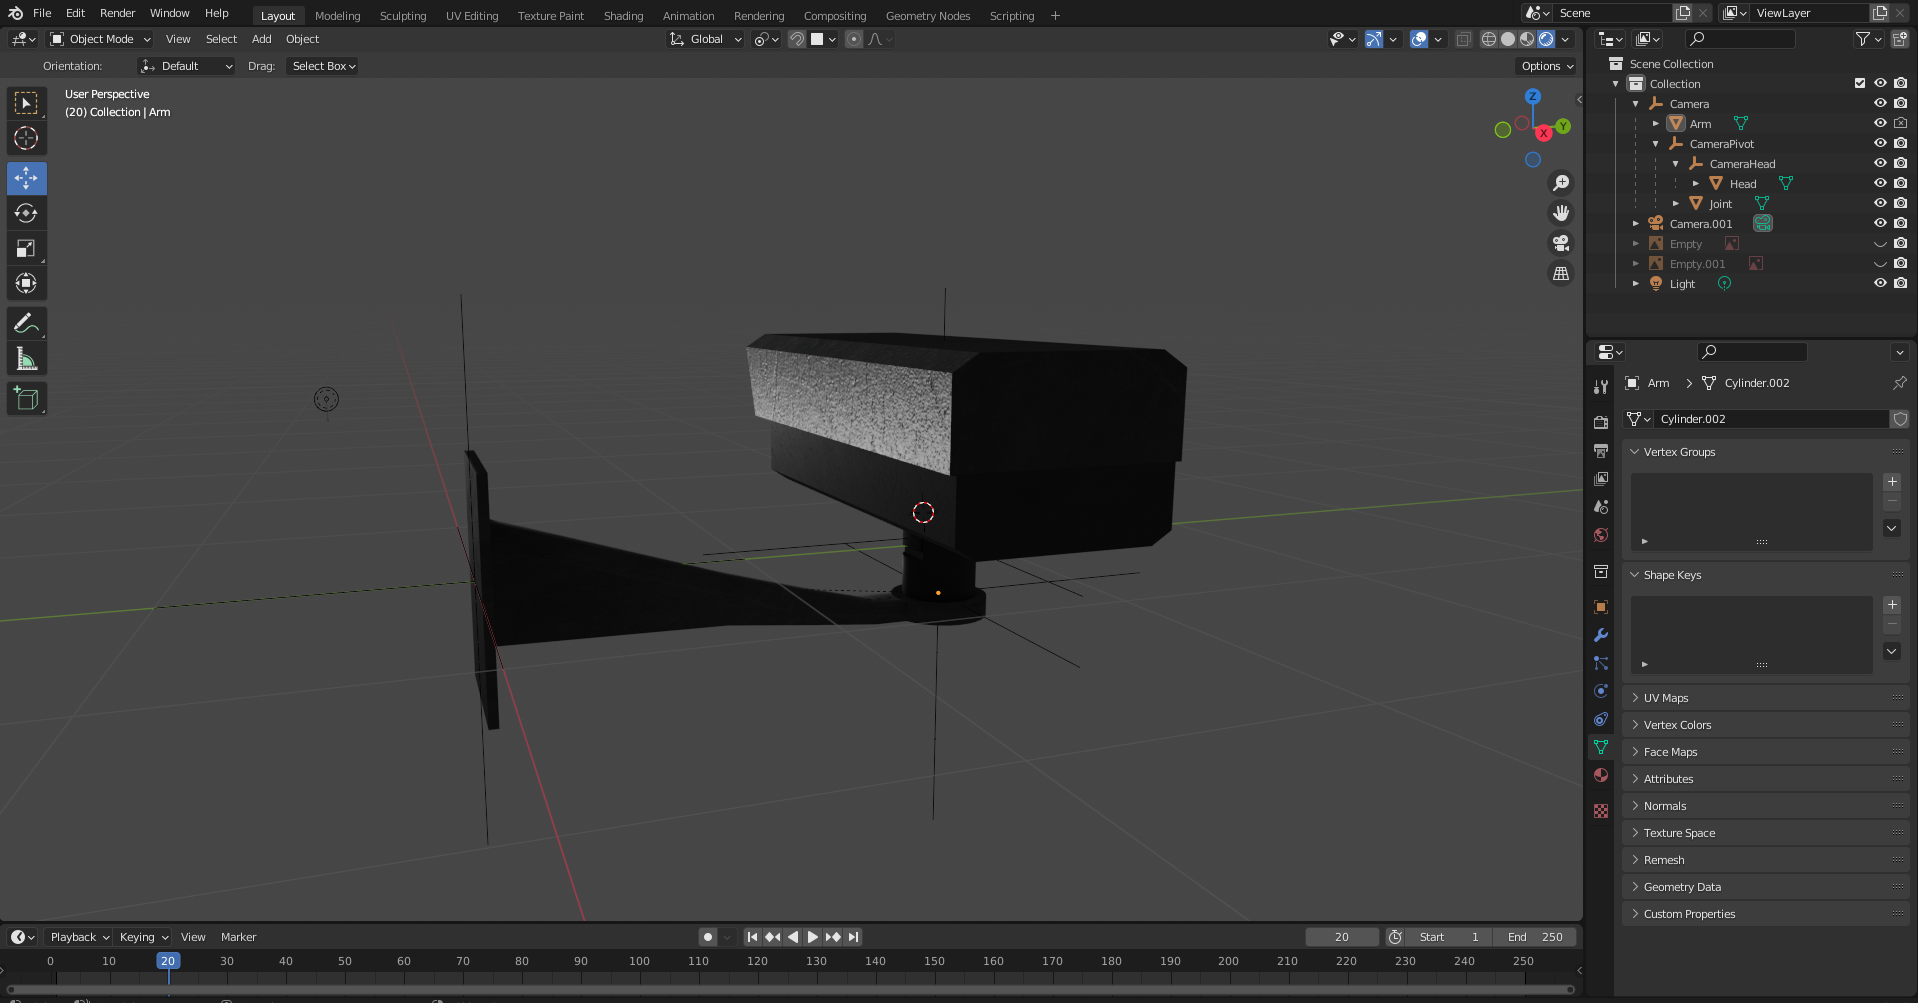 File Edit Render Window Help Layout Modeling Sculpting UV Editing Texture Paint Shading Animation Rendering Compositing Geometry Nodes Scripting + Scene ViewLayer
Object Mode View Select Add Object Global
Orientation: Default Drag: Select Box Options
User Perspective
(20) Collection | Arm
Z
Y
X
Scene Collection
Collection
Camera
Arm
CameraPivot
CameraHead
Head
Joint
Camera.001
Empty
Empty.001
Light
Arm > Cylinder.002
Cylinder.002
Vertex Groups
Shape Keys
UV Maps
Vertex Colors
Face Maps
Attributes
Normals
Texture Space
Remesh
Geometry Data
Custom Properties
Playback Keying View Marker 20 Start 1 End 250
0 10 20 30 40 50 60 70 80 90 100 110 120 130 140 150 160 170 180 190 200 210 220 230 240 250